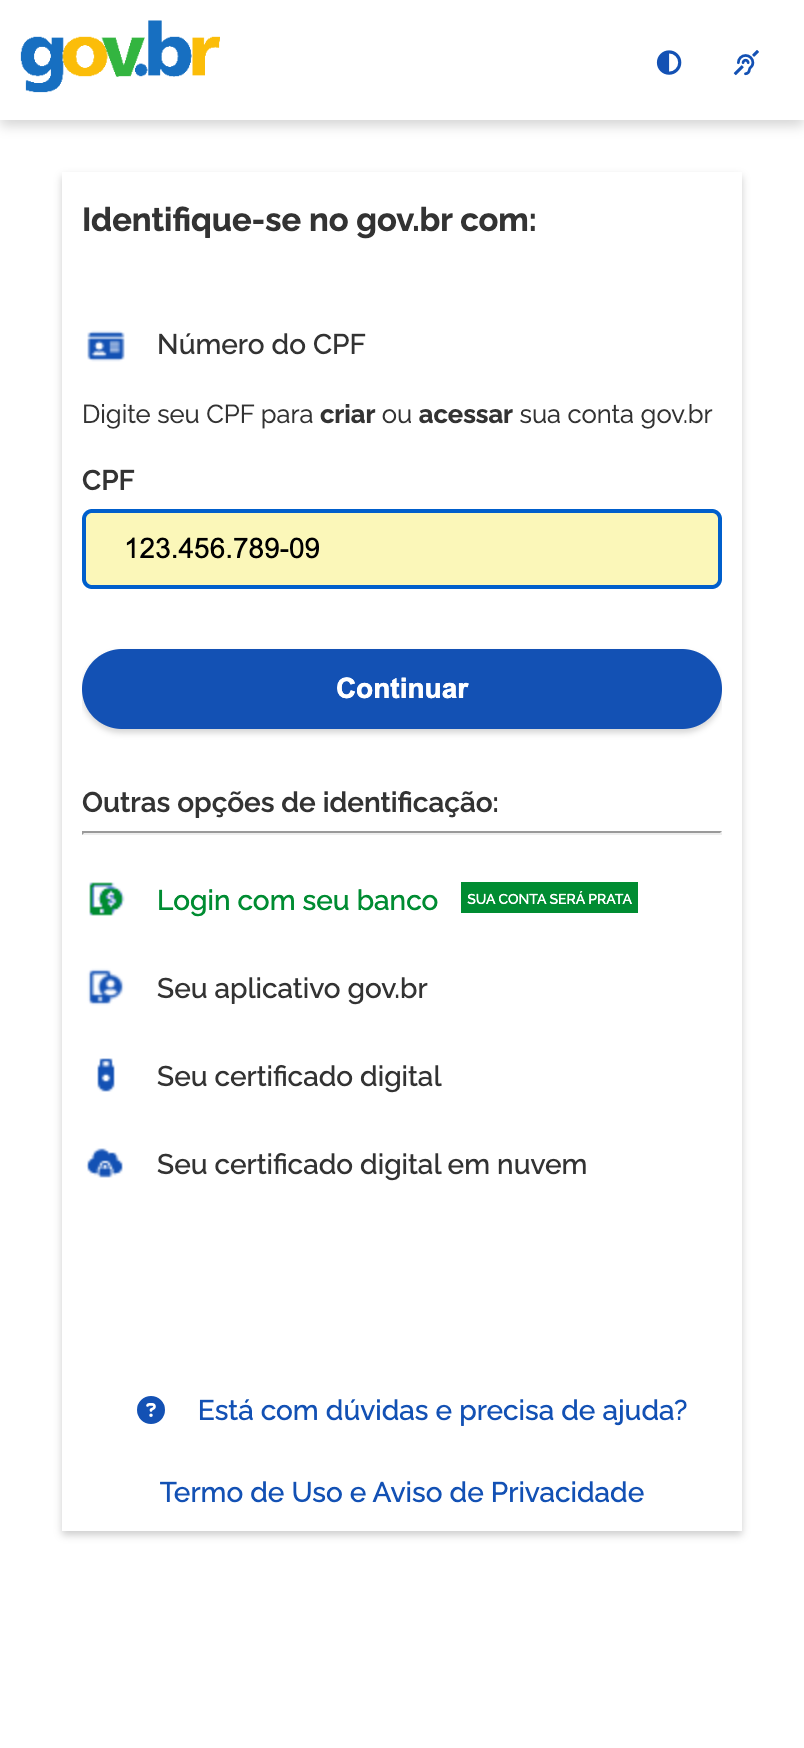 gov.br
Identifique-se no gov.br com:
Número do CPF
Digite seu CPF para criar ou acessar sua conta gov.br
CPF
123.456.789-09
Continuar
Outras opções de identificação:
Login com seu banco SUA CONTA SERÁ PRATA
Seu aplicativo gov.br
Seu certificado digital
Seu certificado digital em nuvem
Está com dúvidas e precisa de ajuda?
Termo de Uso e Aviso de Privacidade